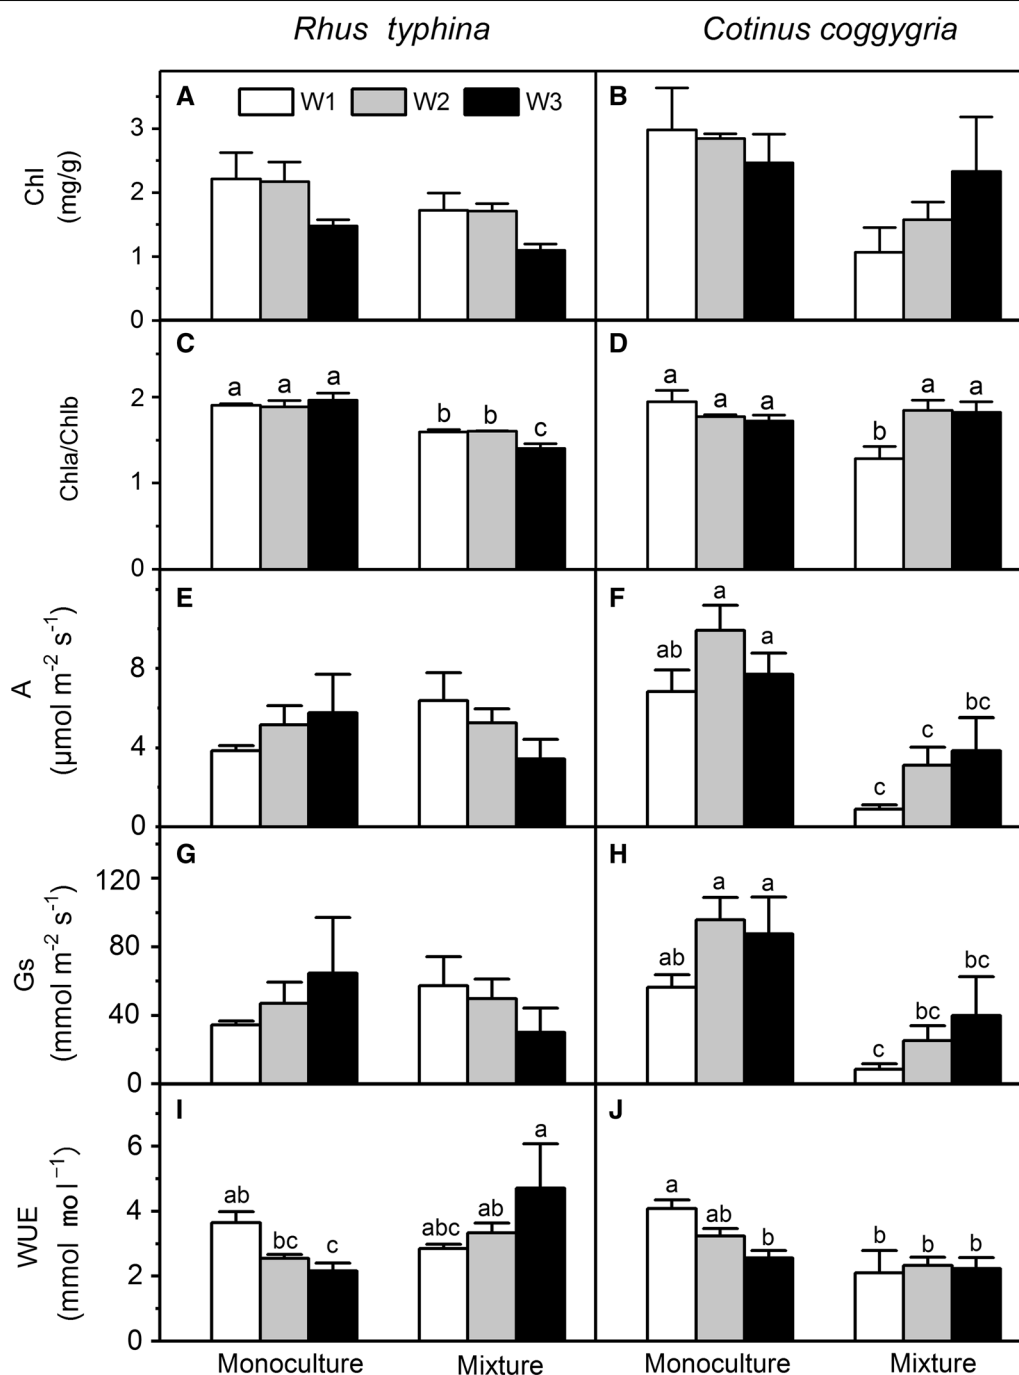 Rhus typhina Cotinus coggygria
A W1 W2 W3 B
Chl
(mg/g)
3
2
1
0
C D
a a a b b c
a a a b a a
Chla/Chlb
2
1
0
E F
ab a a c c bc
A
(μmol m-2 s-1)
8
4
0
G H
ab a a c bc bc
Gs
(mmol m-2 s-1)
120
80
40
0
I J
ab bc c abc ab a
a ab b b b b
WUE
(mmol mol−1)
6
4
2
0
Monoculture Mixture Monoculture Mixture